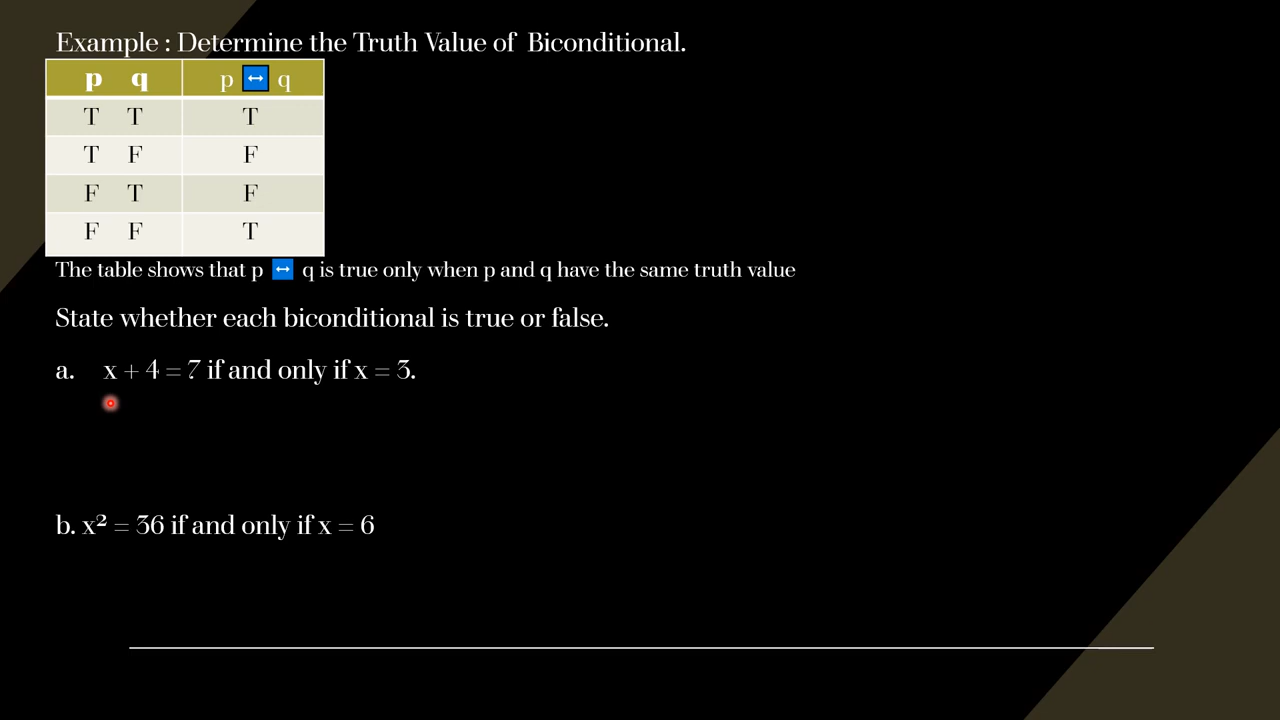 Example : Determine the Truth Value of Biconditional.
p q p ↔ q
T T T
T F F
F T F
F F T
The table shows that p ↔ q is true only when p and q have the same truth value
State whether each biconditional is true or false.
a. x + 4 = 7 if and only if x = 3.
b. x² = 36 if and only if x = 6